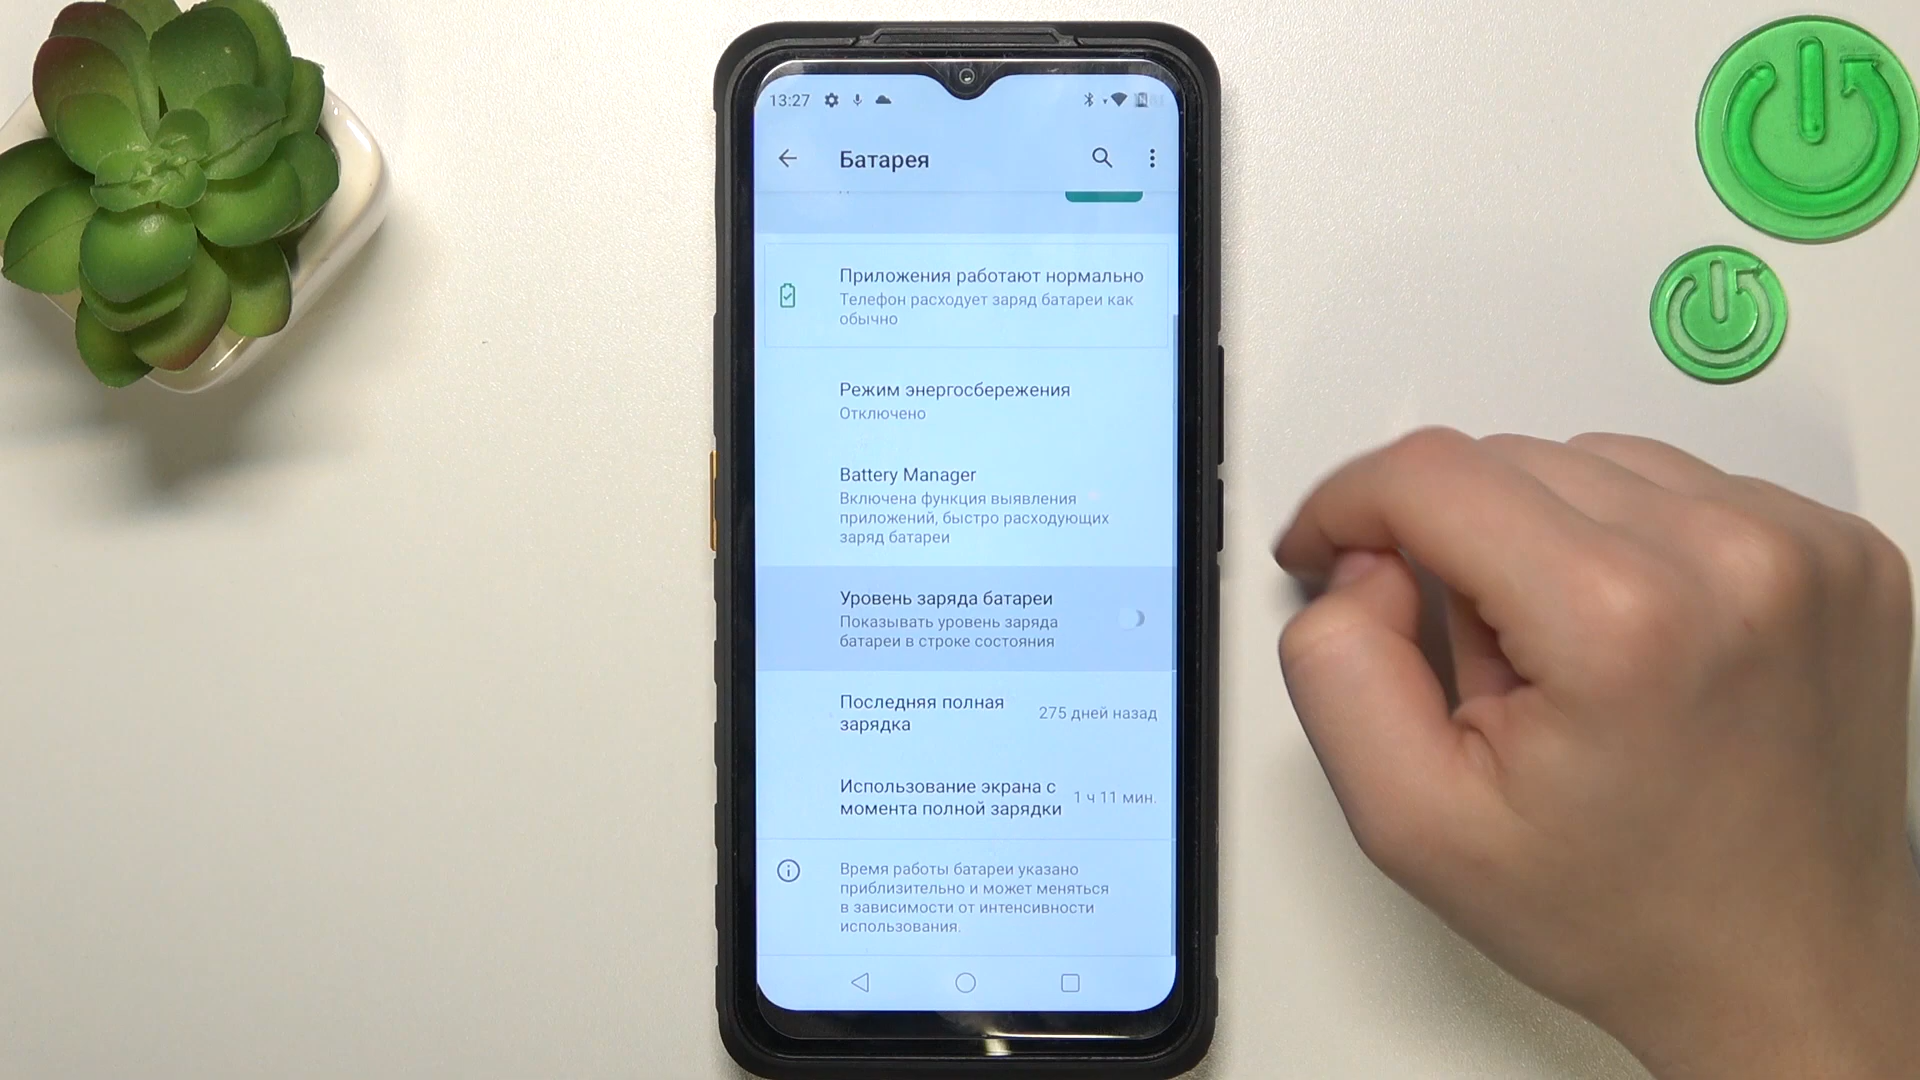 13:27
Батарея
Приложения работают нормально
Телефон расходует заряд батареи как
обычно
Режим энергосбережения
Отключено
Battery Manager
Включена функция выявления
приложений, быстро расходующих
заряд батареи
Уровень заряда батареи
Показывать уровень заряда
батареи в строке состояния
Последняя полная
зарядка
275 дней назад
Использование экрана с
момента полной зарядки
1 ч 11 мин.
Время работы батареи указано
приблизительно и может меняться
в зависимости от интенсивности
использования.